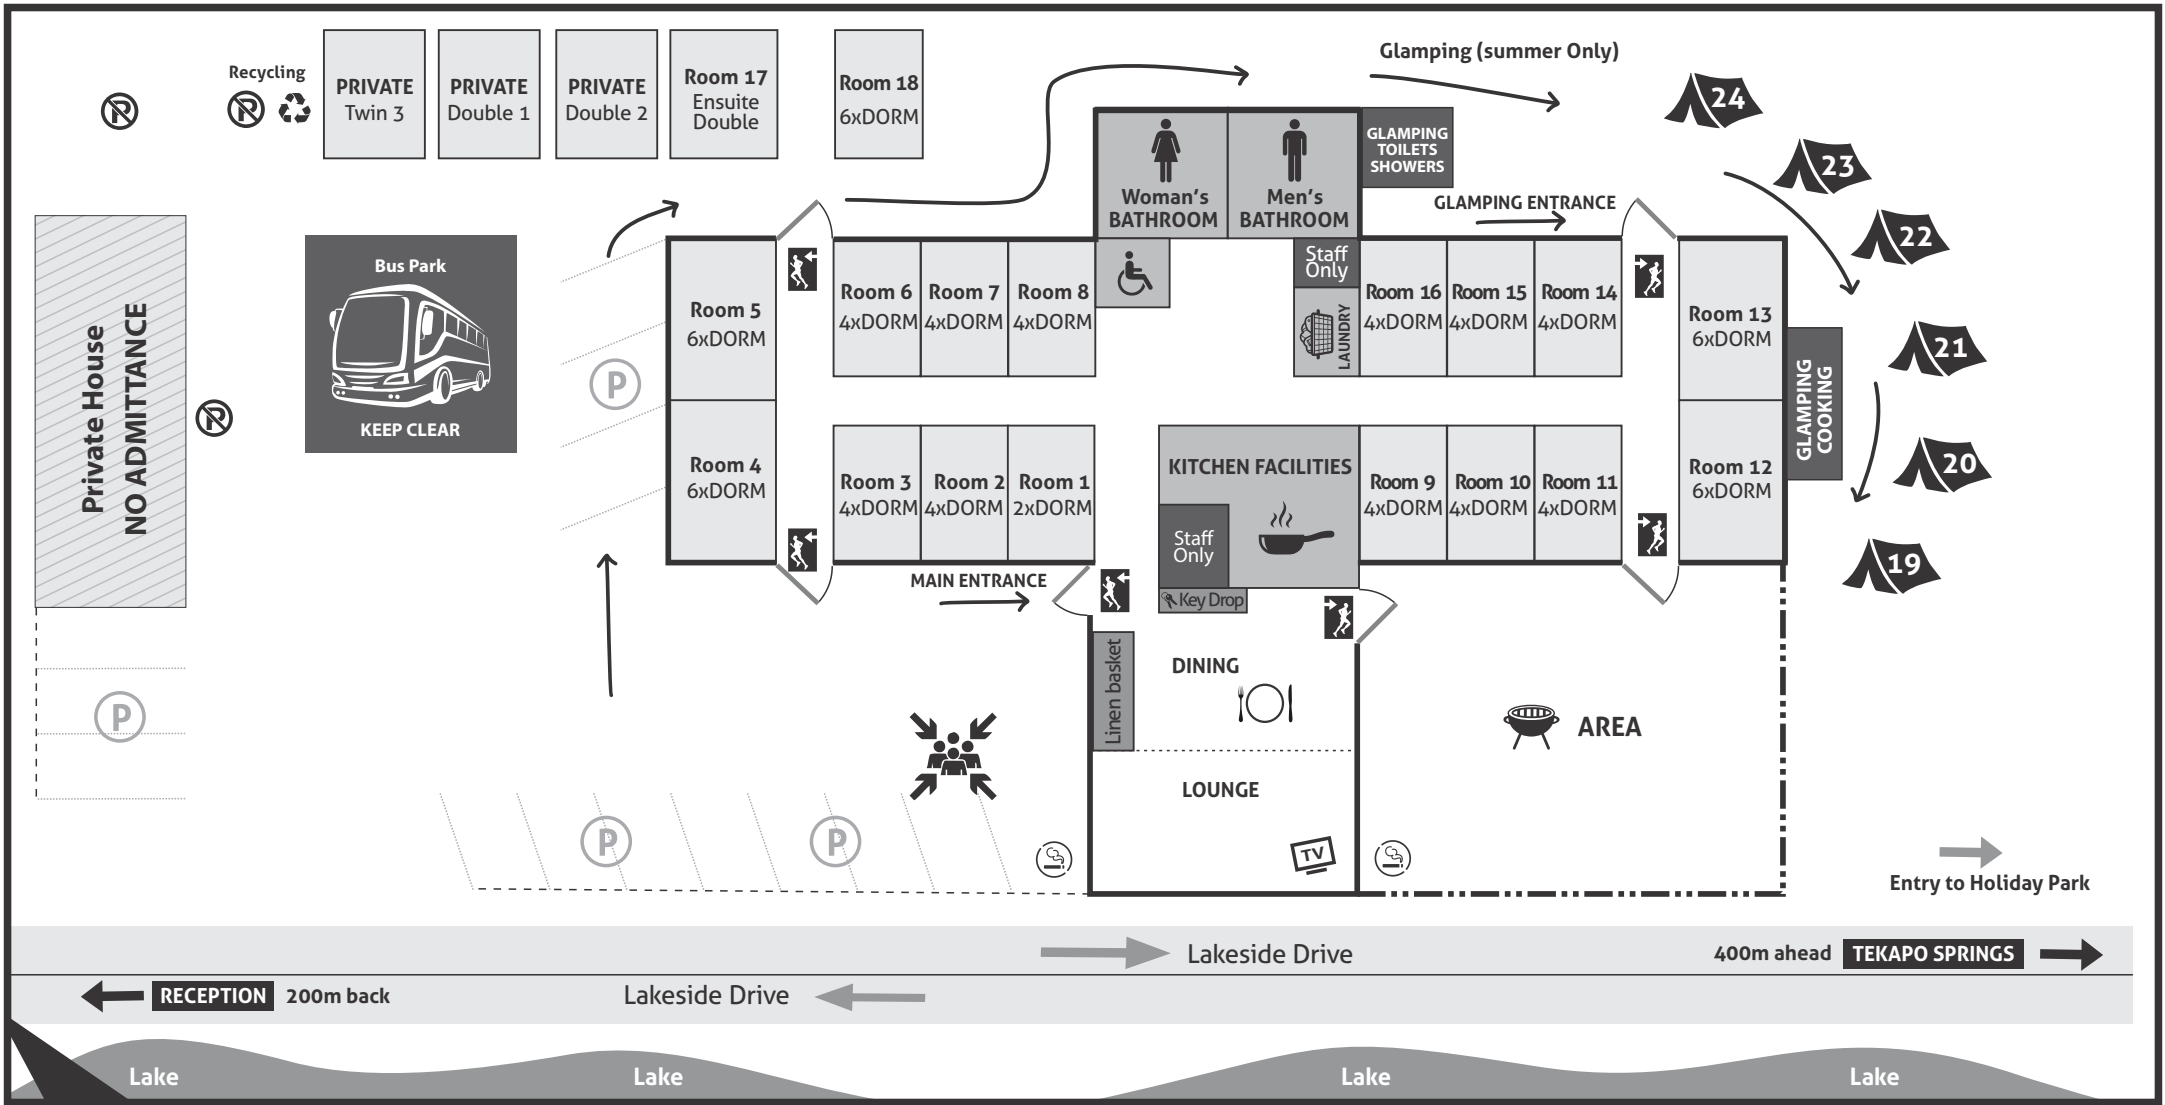 Recycling
PRIVATE
Twin 3
PRIVATE
Double 1
PRIVATE
Double 2
Room 17
Ensuite
Double
Room 18
6xDORM
Glamping (summer Only)
24
23
22
21
20
19
Woman's
BATHROOM
Men's
BATHROOM
GLAMPING
TOILETS
SHOWERS
GLAMPING ENTRANCE
Private House
NO ADMITTANCE
Bus Park
KEEP CLEAR
P
Room 5
6xDORM
Room 6
4xDORM
Room 7
4xDORM
Room 8
4xDORM
Staff
Only
LAUNDRY
Room 16
4xDORM
Room 15
4xDORM
Room 14
4xDORM
Room 13
6xDORM
GLAMPING
COOKING
Room 4
6xDORM
Room 3
4xDORM
Room 2
4xDORM
Room 1
2xDORM
KITCHEN FACILITIES
Staff
Only
Key Drop
Room 9
4xDORM
Room 10
4xDORM
Room 11
4xDORM
Room 12
6xDORM
MAIN ENTRANCE
Linen basket
DINING
LOUNGE
TV
AREA
P
P
P
Entry to Holiday Park
Lakeside Drive
400m ahead TEKAPO SPRINGS
RECEPTION 200m back
Lakeside Drive
Lake
Lake
Lake
Lake